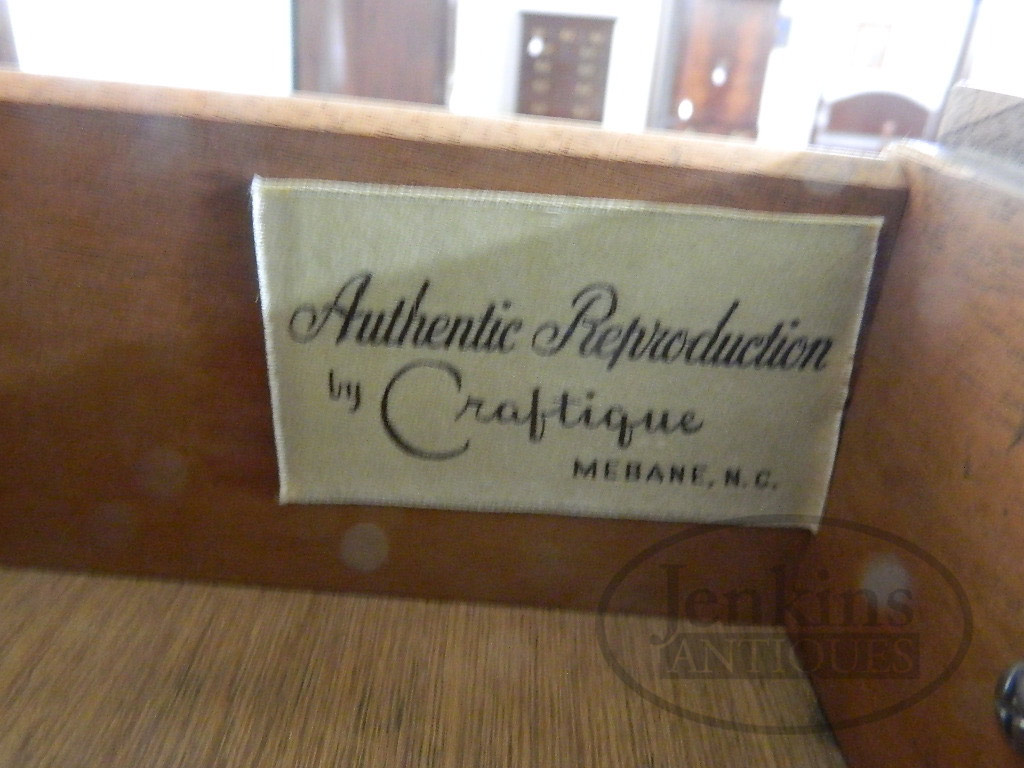 Authentic Reproduction
by Craftique
MEBANE, N.C.
Jenkins
ANTIQUES